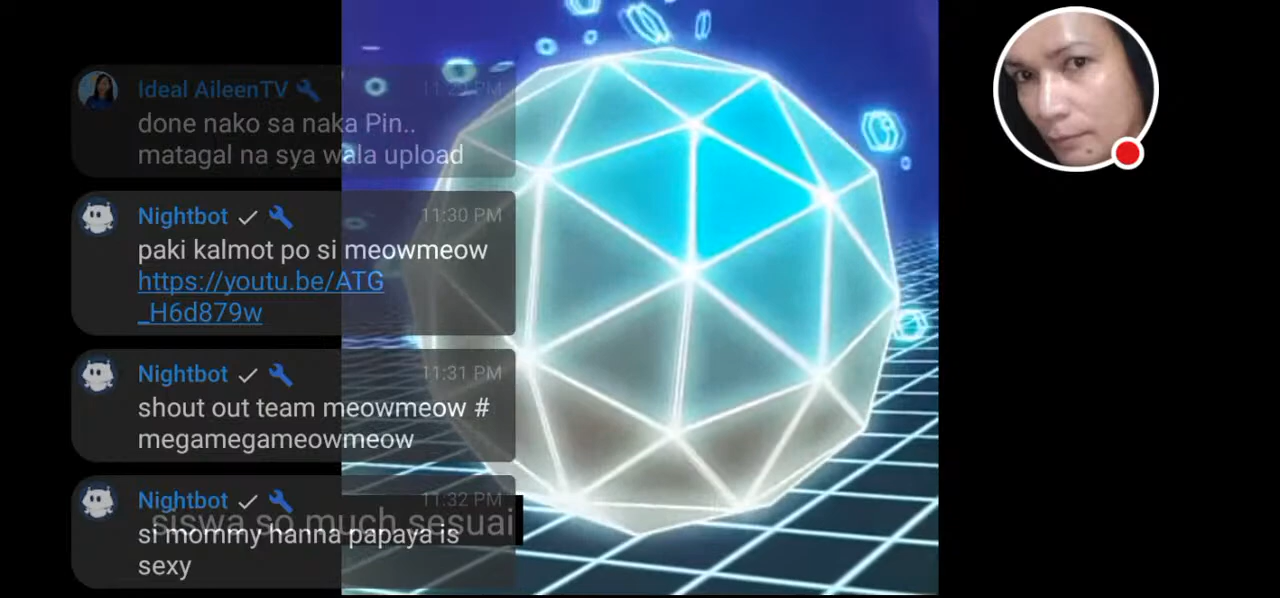 Ideal AileenTV 11:29 PM
done nako sa naka Pin..
matagal na sya wala upload
Nightbot 11:30 PM
paki kalmot po si meowmeow
https://youtu.be/ATG
_H6d879w
Nightbot 11:31 PM
shout out team meowmeow #
megamegameowmeow
Nightbot 11:32 PM
siswa so much sesuai
si mommy hanna papaya is
sexy